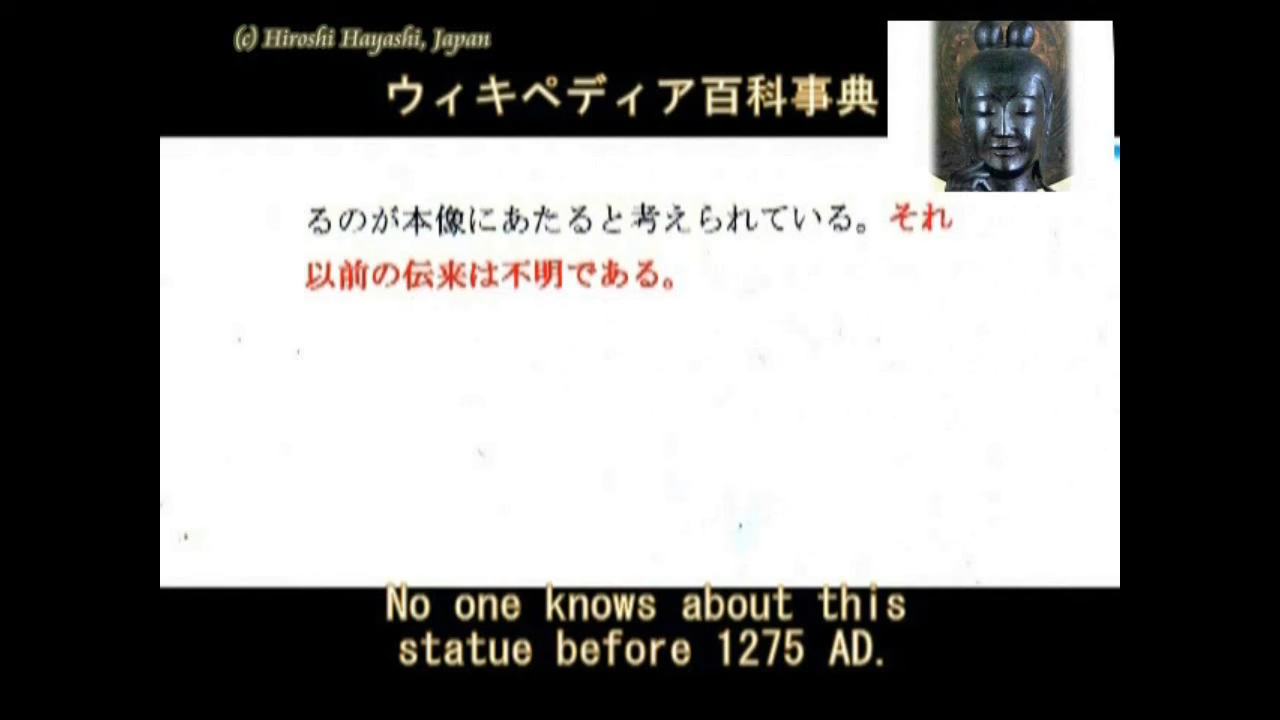 (c) Hiroshi Hayashi, Japan
ウィキペディア百科事典
るのが本像にあたると考えられている。それ
以前の伝来は不明である。
No one knows about this
statue before 1275 AD.